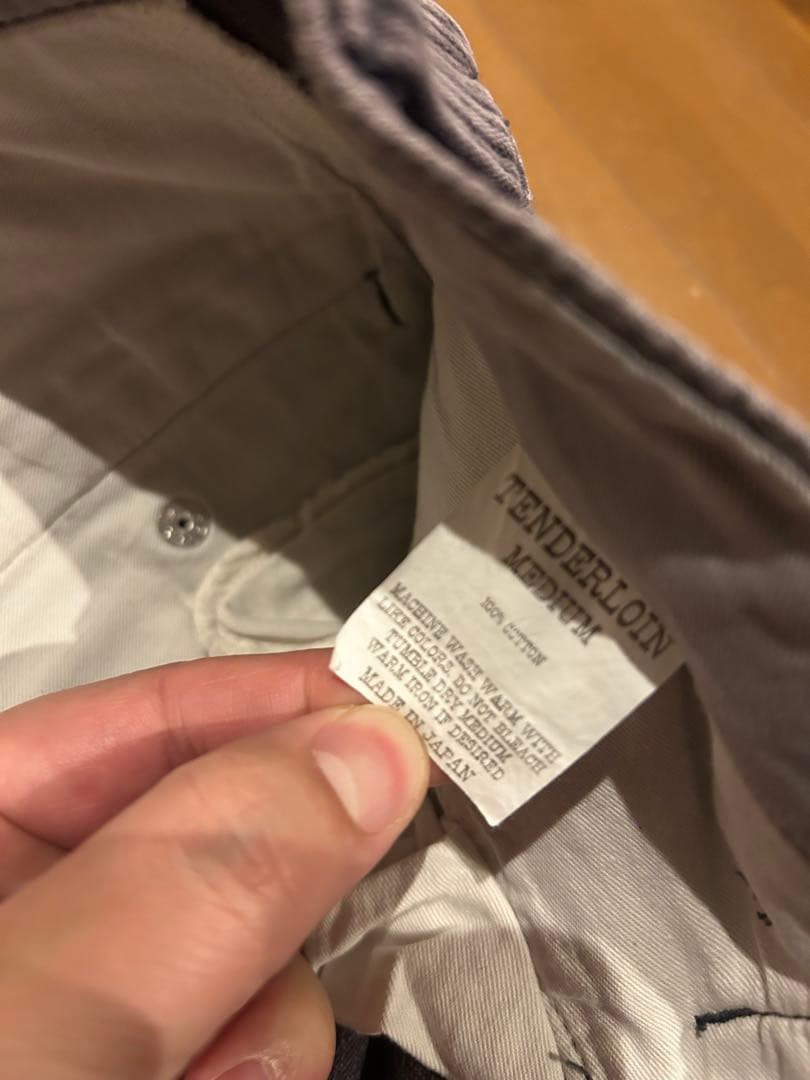 TENDERLOIN
MEDIUM
100% COTTON
MACHINE WASH WARM WITH
LIKE COLORS. DO NOT BLEACH
TUMBLE DRY MEDIUM
WARM IRON IF DESIRED
MADE IN JAPAN